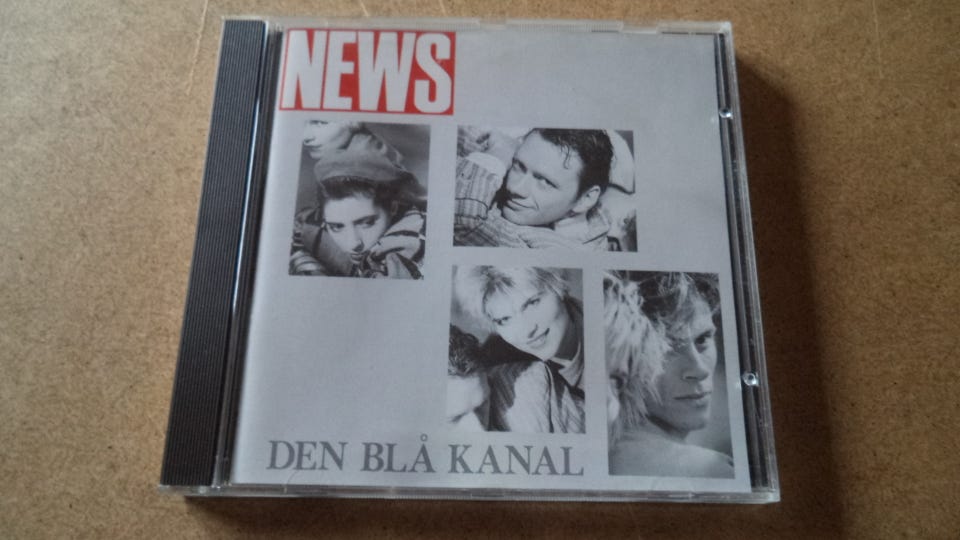 NEWS
DEN BLÅ KANAL